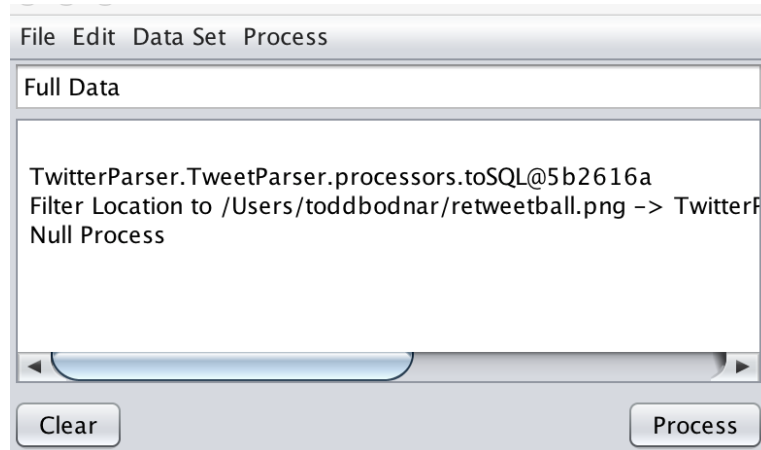 File Edit Data Set Process
Full Data
TwitterParser.TweetParser.processors.toSQL@5b2616a
Filter Location to /Users/toddbodnar/retweetball.png -> Twitter
Null Process
Clear Process